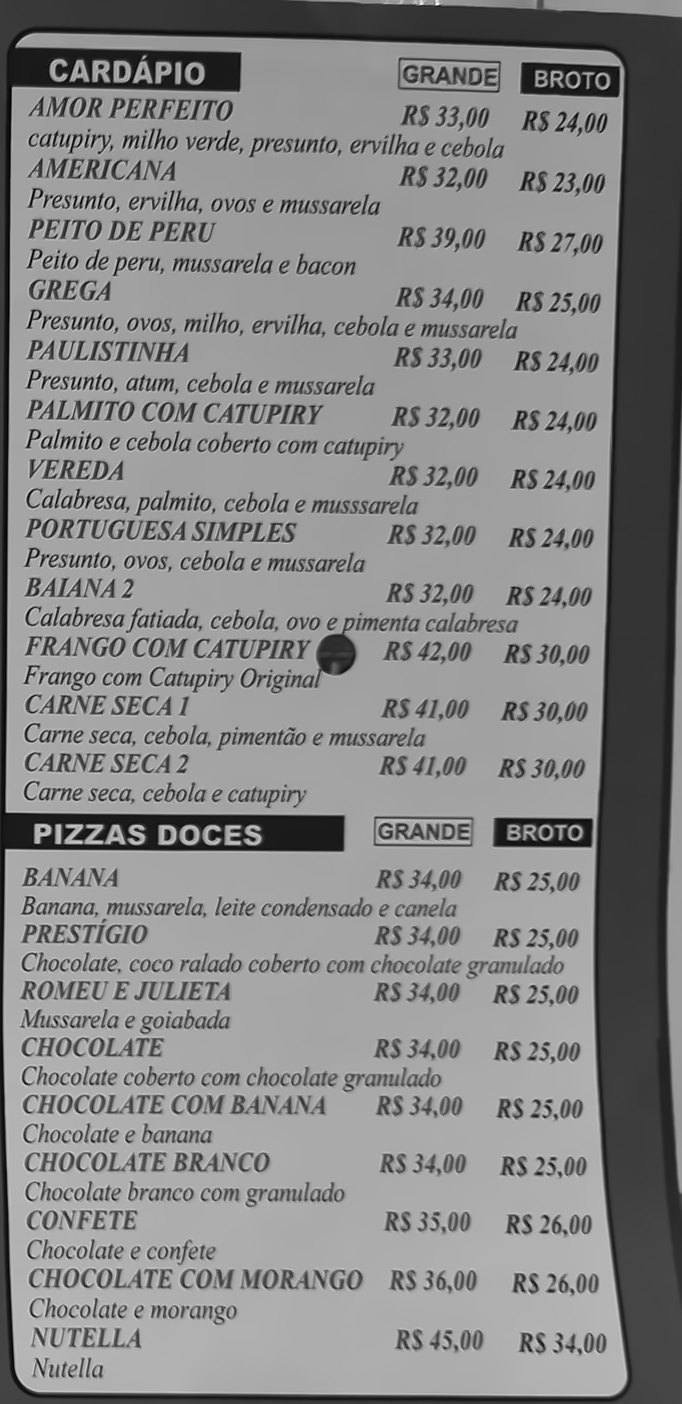 CARDÁPIO GRANDE BROTO
AMOR PERFEITO R$ 33,00 R$ 24,00
catupiry, milho verde, presunto, ervilha e cebola
AMERICANA R$ 32,00 R$ 23,00
Presunto, ervilha, ovos e mussarela
PEITO DE PERU R$ 39,00 R$ 27,00
Peito de peru, mussarela e bacon
GREGA R$ 34,00 R$ 25,00
Presunto, ovos, milho, ervilha, cebola e mussarela
PAULISTINHA R$ 33,00 R$ 24,00
Presunto, atum, cebola e mussarela
PALMITO COM CATUPIRY R$ 32,00 R$ 24,00
Palmito e cebola coberto com catupiry
VEREDA R$ 32,00 R$ 24,00
Calabresa, palmito, cebola e musssarela
PORTUGUESA SIMPLES R$ 32,00 R$ 24,00
Presunto, ovos, cebola e mussarela
BAIANA 2 R$ 32,00 R$ 24,00
Calabresa fatiada, cebola, ovo e pimenta calabresa
FRANGO COM CATUPIRY R$ 42,00 R$ 30,00
Frango com Catupiry Original
CARNE SECA 1 R$ 41,00 R$ 30,00
Carne seca, cebola, pimentão e mussarela
CARNE SECA 2 R$ 41,00 R$ 30,00
Carne seca, cebola e catupiry
PIZZAS DOCES GRANDE BROTO
BANANA R$ 34,00 R$ 25,00
Banana, mussarela, leite condensado e canela
PRESTÍGIO R$ 34,00 R$ 25,00
Chocolate, coco ralado coberto com chocolate granulado
ROMEU E JULIETA R$ 34,00 R$ 25,00
Mussarela e goiabada
CHOCOLATE R$ 34,00 R$ 25,00
Chocolate coberto com chocolate granulado
CHOCOLATE COM BANANA R$ 34,00 R$ 25,00
Chocolate e banana
CHOCOLATE BRANCO R$ 34,00 R$ 25,00
Chocolate branco com granulado
CONFETE R$ 35,00 R$ 26,00
Chocolate e confete
CHOCOLATE COM MORANGO R$ 36,00 R$ 26,00
Chocolate e morango
NUTELLA R$ 45,00 R$ 34,00
Nutella